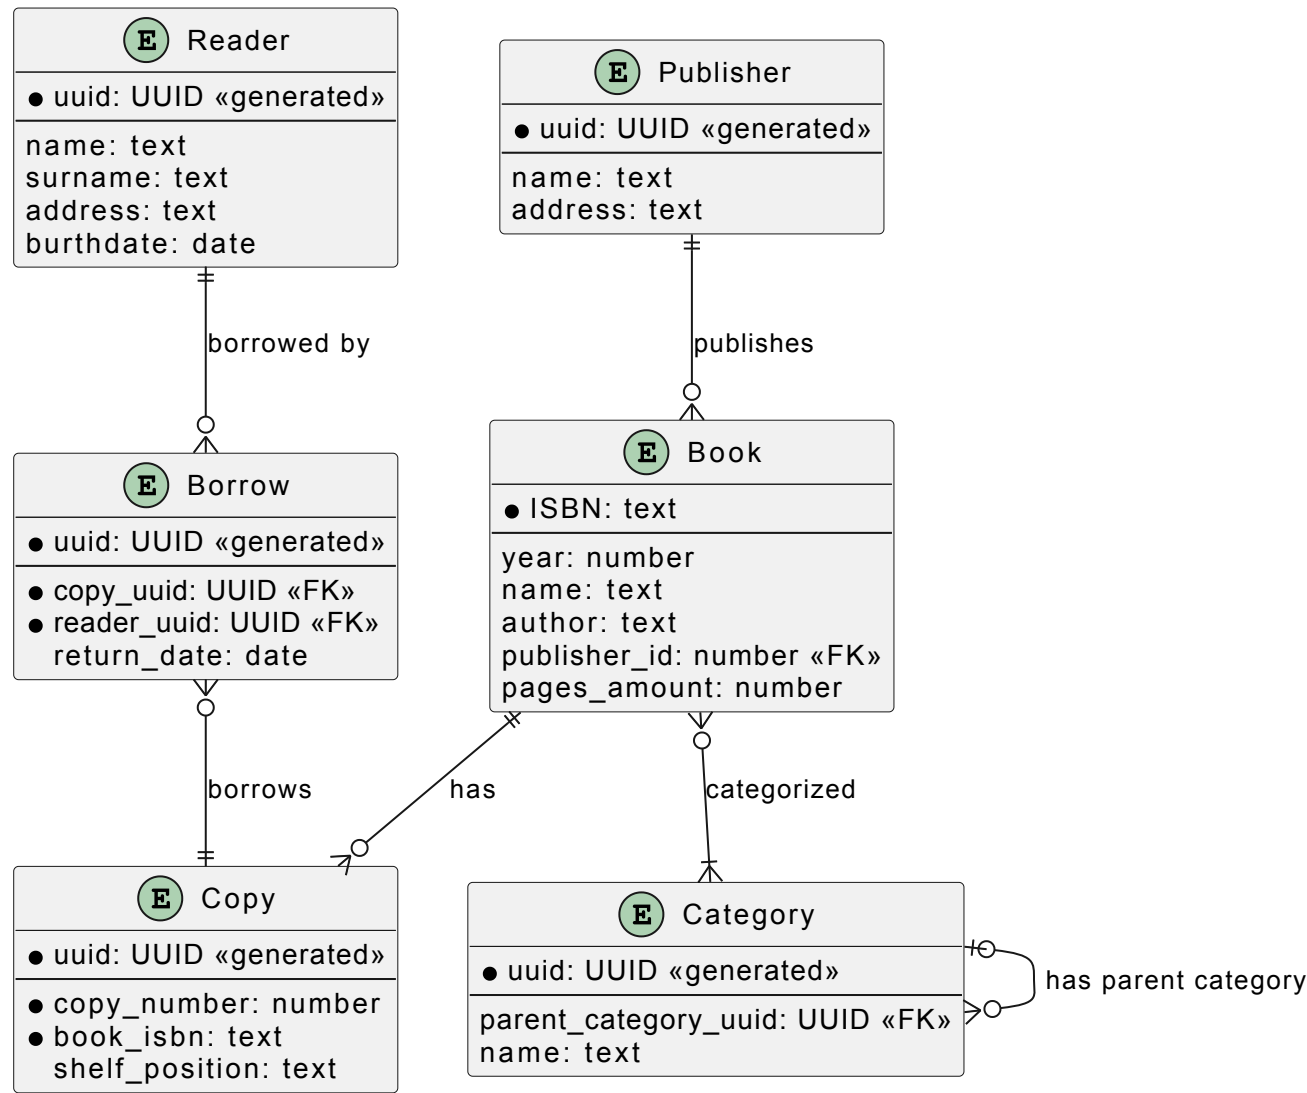 E Reader
uuid: UUID «generated»
name: text
surname: text
address: text
burthdate: date
E Publisher
uuid: UUID «generated»
name: text
address: text
borrowed by
publishes
E Borrow
uuid: UUID «generated»
copy_uuid: UUID «FK»
reader_uuid: UUID «FK»
return_date: date
E Book
ISBN: text
year: number
name: text
author: text
publisher_id: number «FK»
pages_amount: number
borrows
has
categorized
E Copy
uuid: UUID «generated»
copy_number: number
book_isbn: text
shelf_position: text
E Category
uuid: UUID «generated»
parent_category_uuid: UUID «FK»
name: text
has parent category